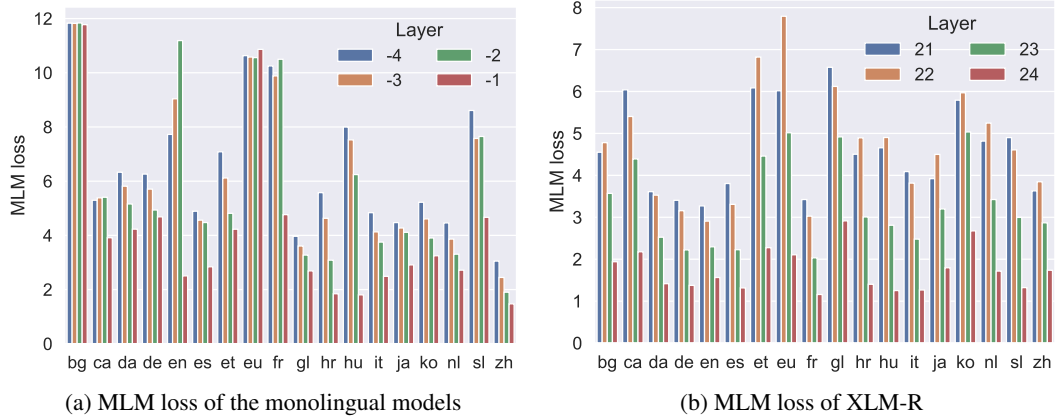 12
10
8
6
4
2
0
MLM loss
Layer
-4 -2
-3 -1
bg ca da de en es et eu fr gl hr hu it ja ko nl sl zh
(a) MLM loss of the monolingual models
8
7
6
5
4
3
2
1
0
MLM loss
Layer
21 23
22 24
bg ca da de en es et eu fr gl hr hu it ja ko nl sl zh
(b) MLM loss of XLM-R